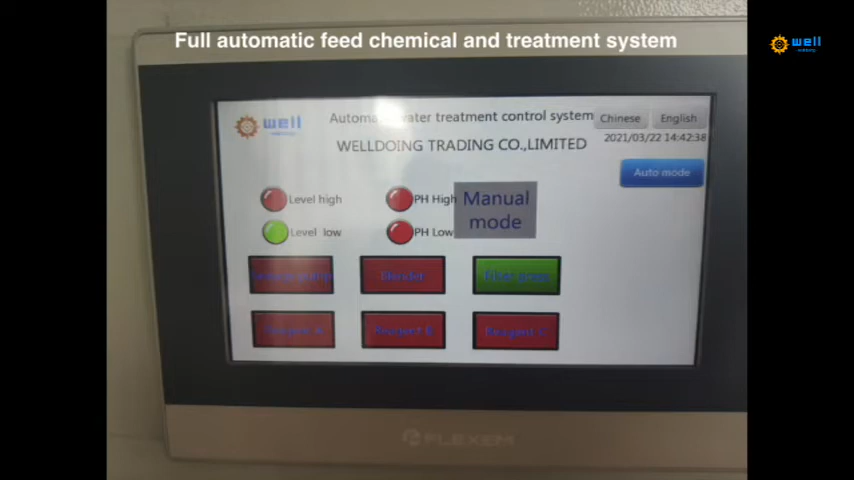 Full automatic feed chemical and treatment system
well
well
water treatment control system
Chinese
English
WELLDOING TRADING CO.,LIMITED
2021/03/22 14:42:38
Auto mode
Level high
PH High
Manual
mode
Level low
PH Low
Blender
Reagent B
Reagent C
FLEXEM